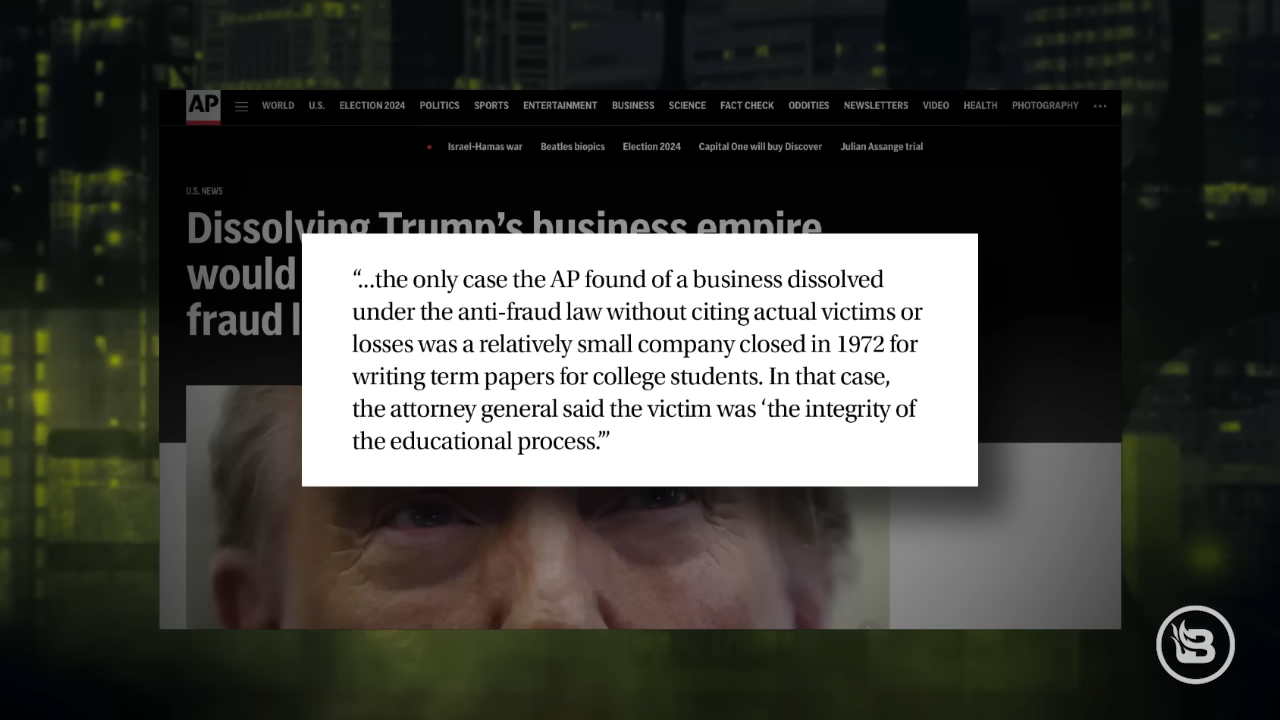 AP
WORLD U.S. ELECTION 2024 POLITICS SPORTS ENTERTAINMENT BUSINESS SCIENCE FACT CHECK ODDITIES NEWSLETTERS VIDEO HEALTH PHOTOGRAPHY
Israel-Hamas war Beatles biopics Election 2024 Capital One will buy Discover Julian Assange trial
U.S. NEWS
Dissolving Trump's business empire
would
fraud
“...the only case the AP found of a business dissolved
under the anti-fraud law without citing actual victims or
losses was a relatively small company closed in 1972 for
writing term papers for college students. In that case,
the attorney general said the victim was ‘the integrity of
the educational process.’”
B